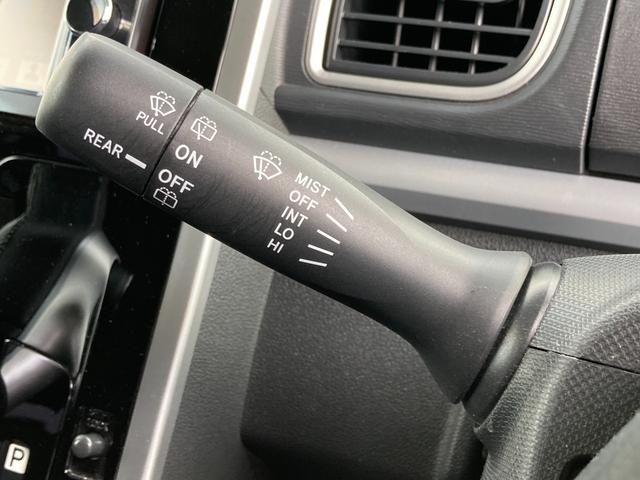 PULL
REAR
ON
OFF
MIST
OFF
INT
LO
HI
P